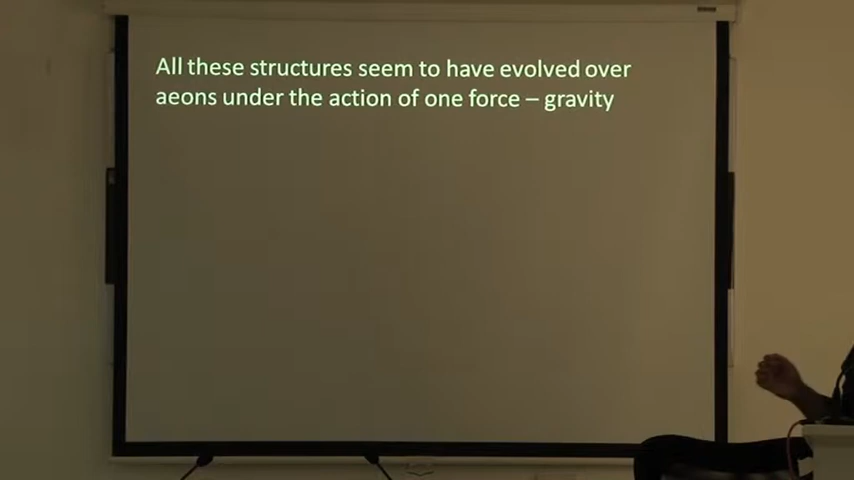 All these structures seem to have evolved over
aeons under the action of one force – gravity